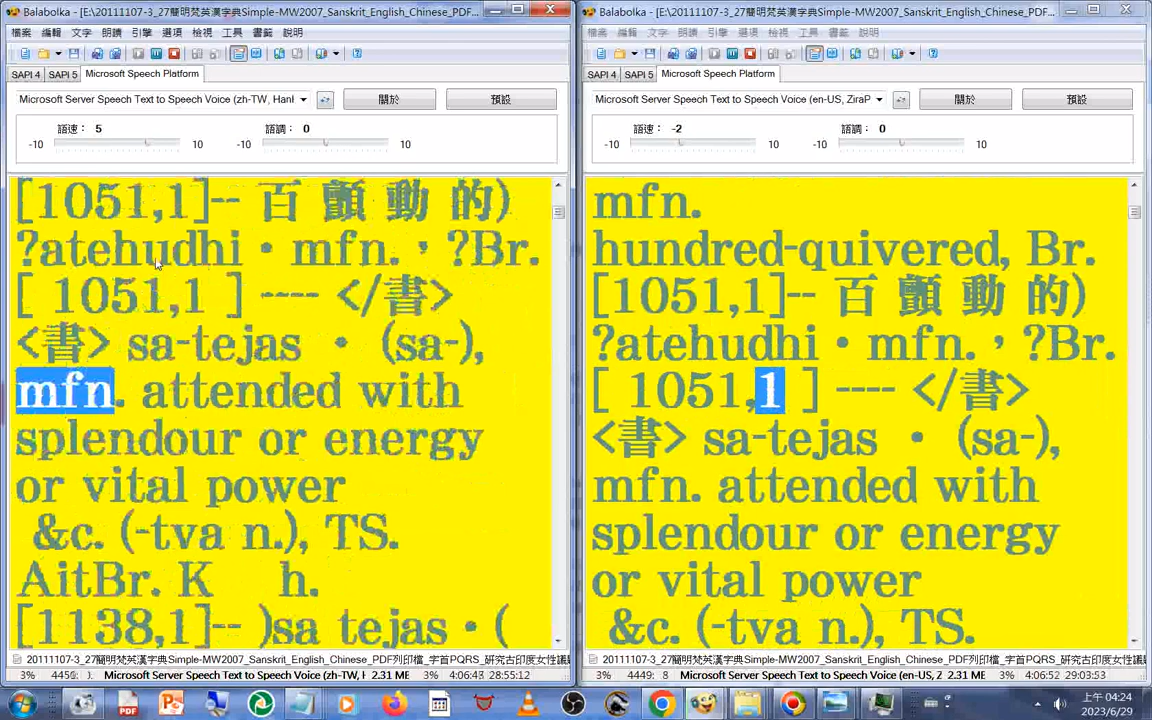 Balabolka - [E:\20111107-3_27簡明梵英漢字典Simple-MW2007_Sanskrit_English_Chinese_PDF...
檔案 編輯 文字 朗讀 引擎 選項 檢視 工具 書籤 說明
SAPI 4 SAPI 5 Microsoft Speech Platform
Microsoft Server Speech Text to Speech Voice (zh-TW, Hanl 關於 預設
語速: 5 語調: 0
-10 10 -10 10
[1051,1]-- 百 顫 動 的)
?atehudhi・mfn.，?Br.
[ 1051,1 ] ---- </書>
<書> sa-tejas ・ (sa-),
mfn. attended with
splendour or energy
or vital power
&c. (-tva n.), TS.
AitBr. K h.
[1138,1]-- )sa tejas・(
20111107-3_27簡明梵英漢字典Simple-MW2007_Sanskrit_English_Chinese_PDF列印檔_字首PQRS_研究古印度女性議
3% Microsoft Server Speech Text to Speech Voice (zh-TW, H 2.31 MB 3% 4:06:43 28:55:12
Balabolka - [E:\20111107-3_27簡明梵英漢字典Simple-MW2007_Sanskrit_English_Chinese_PDF...
檔案 編輯 文字 朗讀 引擎 選項 檢視 工具 書籤 說明
SAPI 4 SAPI 5 Microsoft Speech Platform
Microsoft Server Speech Text to Speech Voice (en-US, ZiraP 關於 預設
語速: -2 語調: 0
-10 10 -10 10
mfn.
hundred-quivered, Br.
[1051,1]-- 百 顫 動 的)
?atehudhi・mfn.，?Br.
[ 1051,1 ] ---- </書>
<書> sa-tejas ・ (sa-),
mfn. attended with
splendour or energy
or vital power
&c. (-tva n.), TS.
20111107-3_27簡明梵英漢字典Simple-MW2007_Sanskrit_English_Chinese_PDF列印檔_字首PQRS_研究古印度女性議
3% 4449: 8 Microsoft Server Speech Text to Speech Voice (en-US, Z 2.31 MB 3% 4:06:52 29:03:53
上午 04:24
2023/6/29